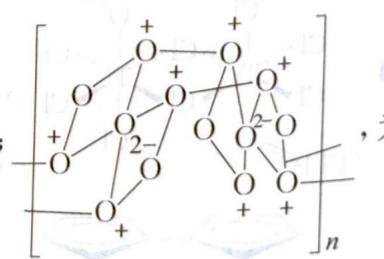 + +
O O
+ +
O O O
+ O 2− O O 2− O
O O
O O O
+ + +
n ,